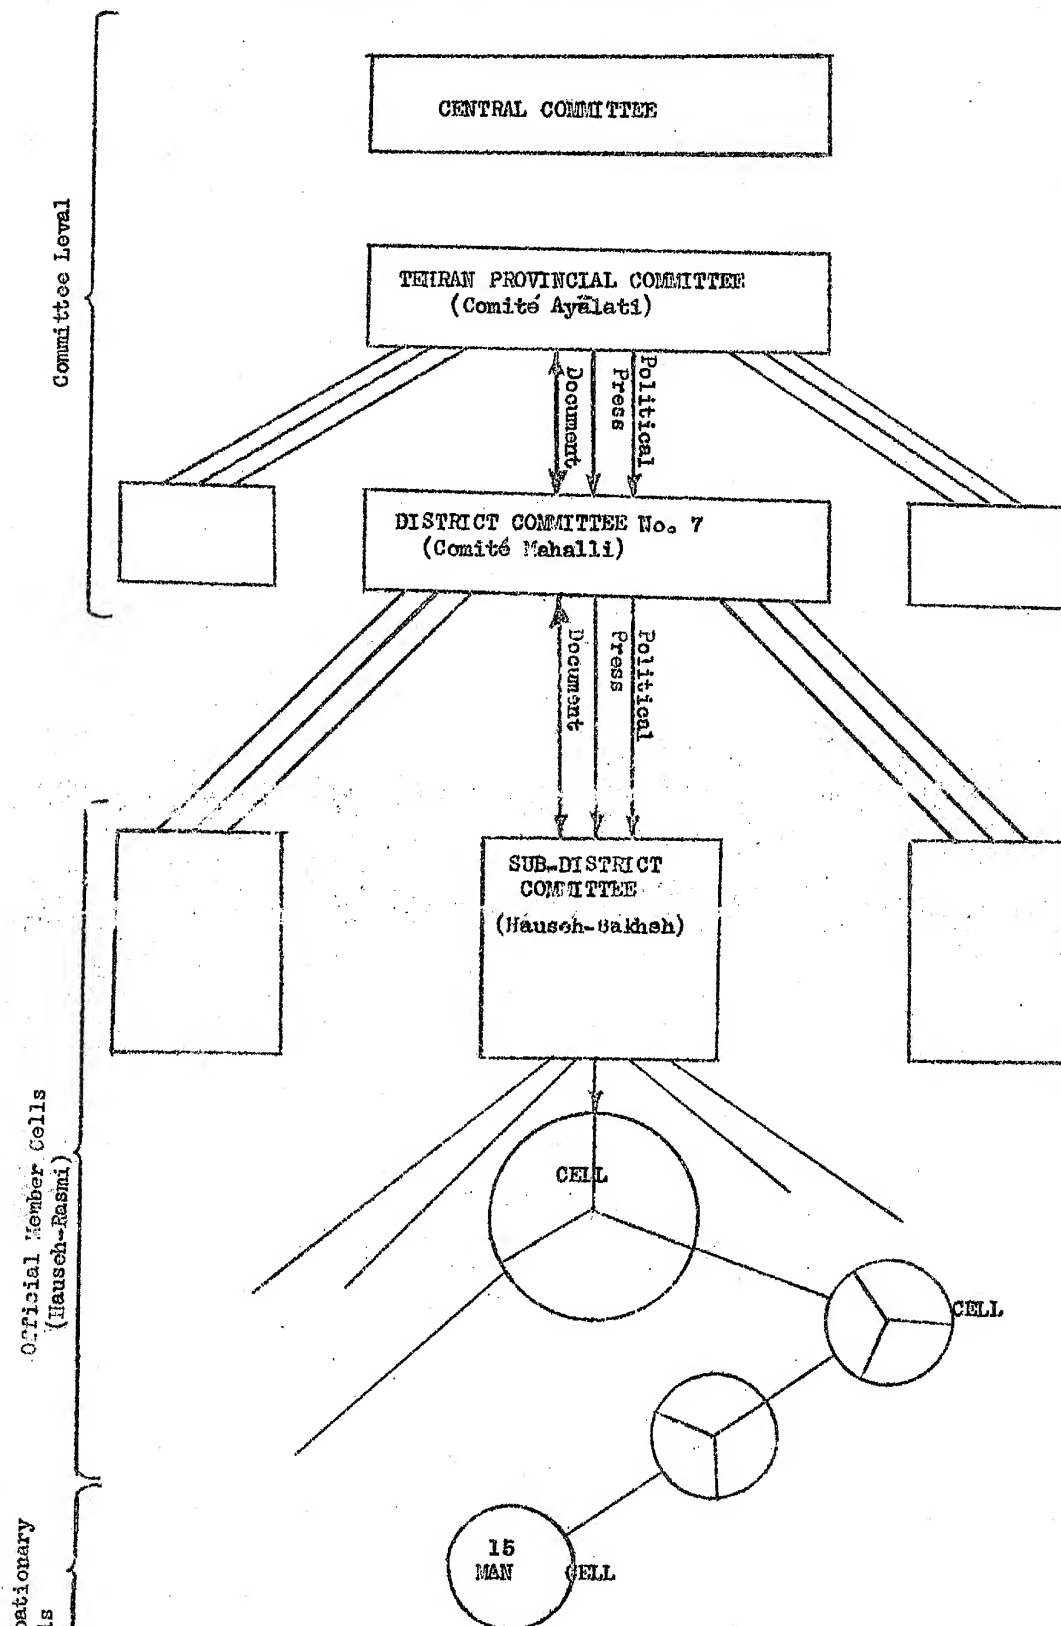 CENTRAL COMMITTEE
Committee Leval
TEHRAN PROVINCIAL COMMITTEE
(Comité Ayālati)
Political
Press
Document
DISTRICT COMMITTEE No. 7
(Comité Mahalli)
Political
Press
Document
SUB-DISTRICT
COMMITTEE
(Hauseh-Bakhsh)
Official Member Cells
(Hauseh-Rasmi)
CELL
CELL
15
MAN
CELL